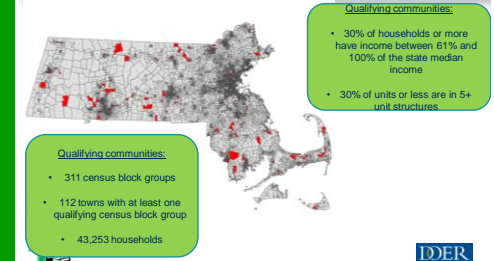 Qualifying communities:
• 30% of households or more
have income between 61% and
100% of the state median
income
• 30% of units or less are in 5+
unit structures
Qualifying communities:
• 311 census block groups
• 112 towns with at least one
qualifying census block group
• 43,253 households
DOER